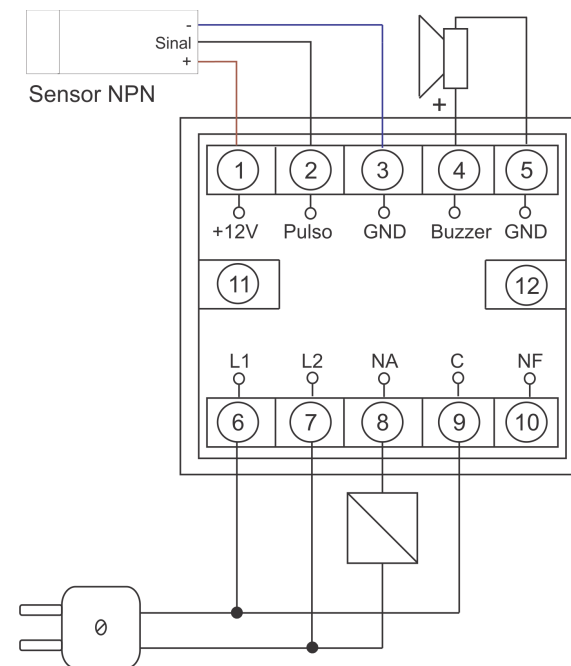 -
Sinal
+
Sensor NPN
+
1 2 3 4 5
+12V Pulso GND Buzzer GND
11 12
L1 L2 NA C NF
6 7 8 9 10